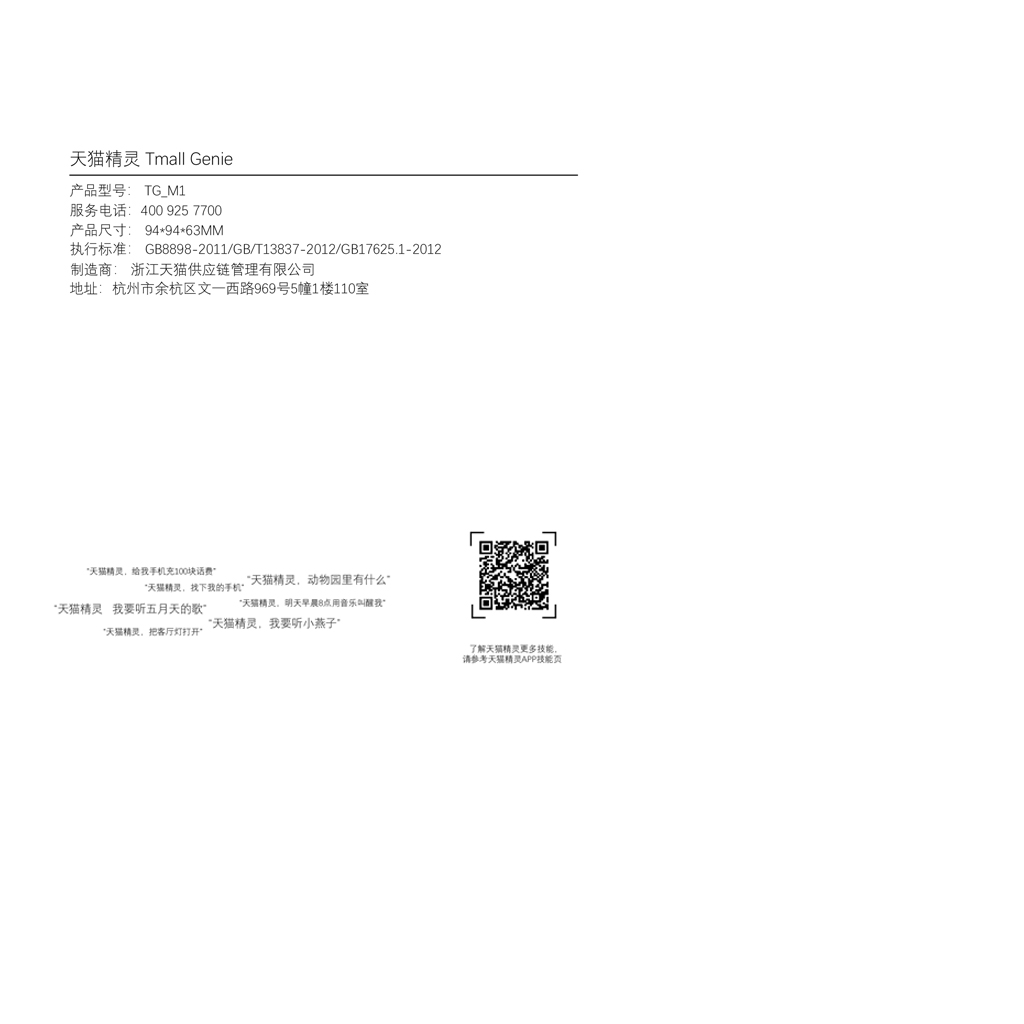 天猫精灵 Tmall Genie
产品型号： TG_M1
服务电话：400 925 7700
产品尺寸： 94*94*63MM
执行标准： GB8898-2011/GB/T13837-2012/GB17625.1-2012
制造商： 浙江天猫供应链管理有限公司
地址：杭州市余杭区文一西路969号5幢1楼110室
“天猫精灵，给我手机充100块话费”
“天猫精灵，动物园里有什么”
“天猫精灵，找下我的手机”
“天猫精灵，明天早晨8点用音乐叫醒我”
“天猫精灵 我要听五月天的歌”
“天猫精灵，我要听小燕子”
“天猫精灵，把客厅灯打开”
了解天猫精灵更多技能，
请参考天猫精灵APP技能页